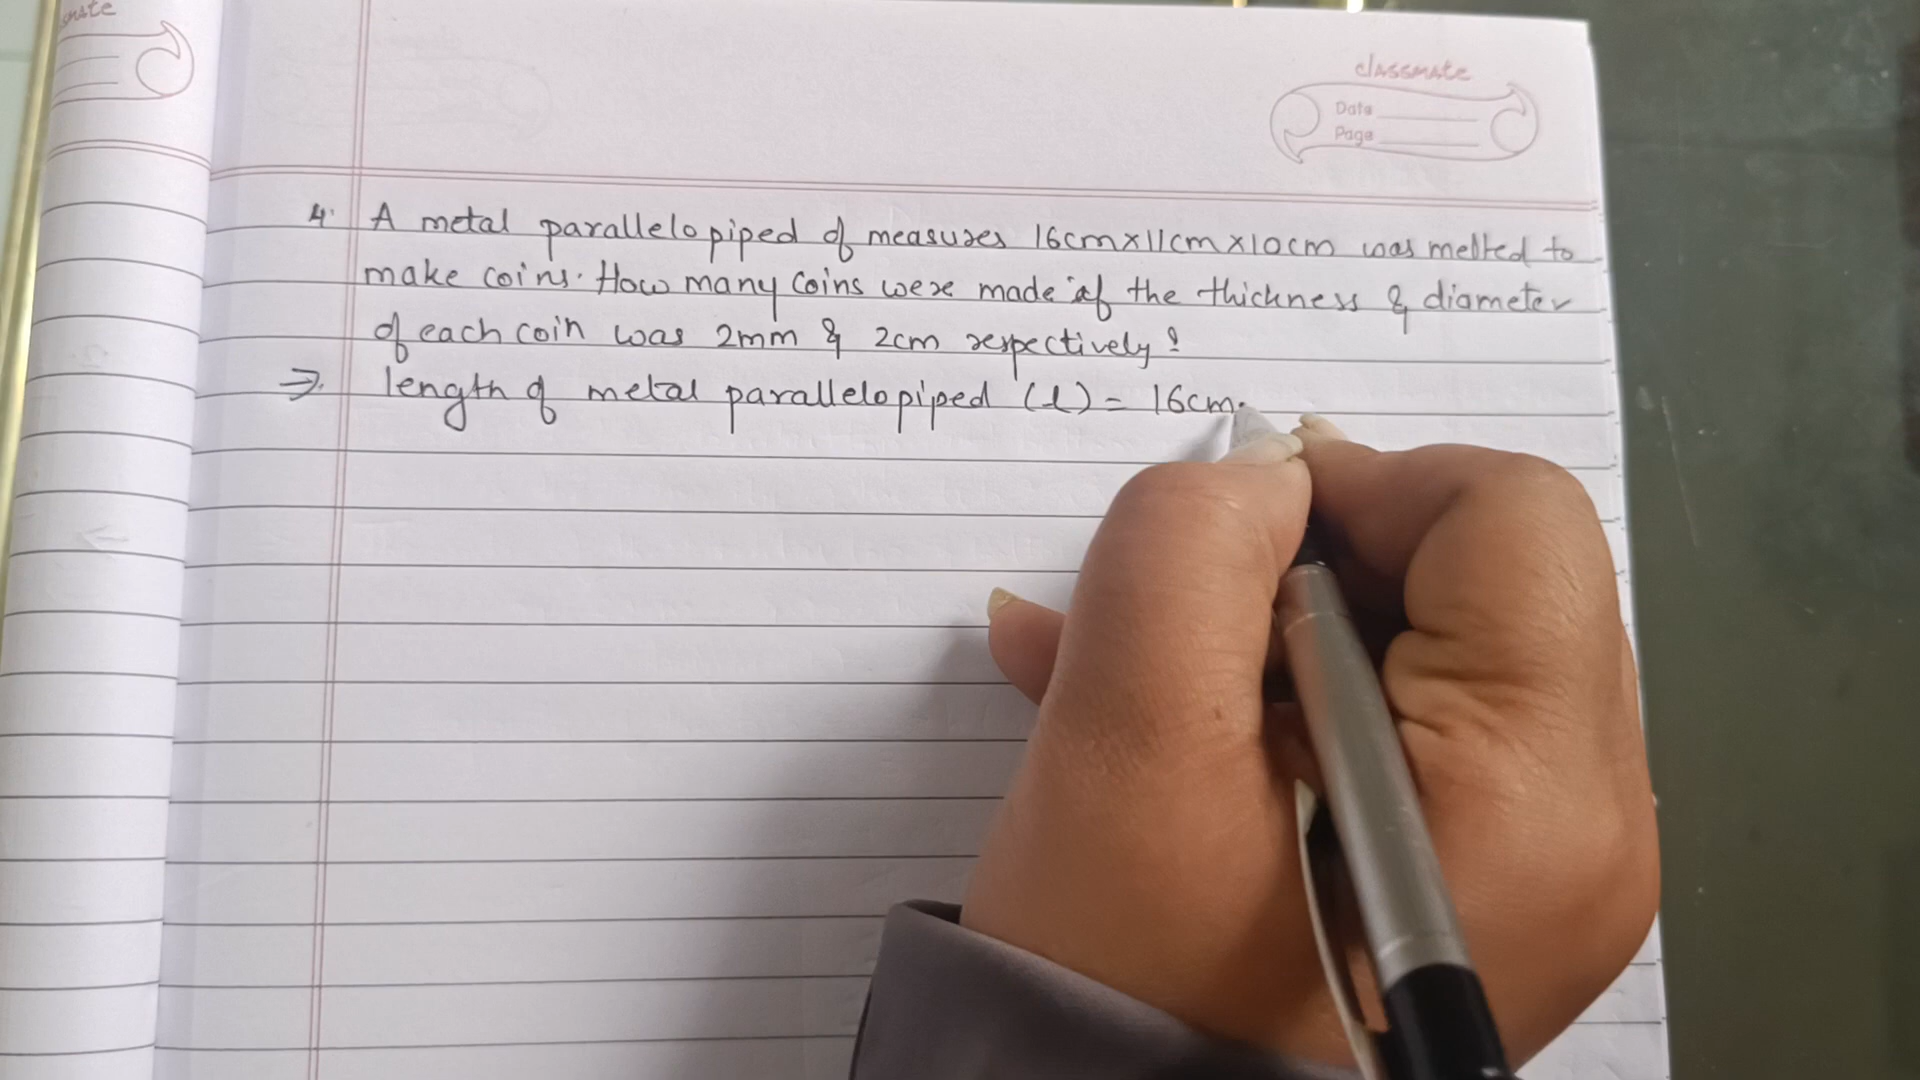 smate
classmate
Date
Page
4. A metal parallelopiped of measures 16cm×11cm×10cm was melted to
make coins. How many coins were made if the thickness & diameter
of each coin was 2mm & 2cm respectively?
⇒ length of metal parallelopiped (l) = 16cm.